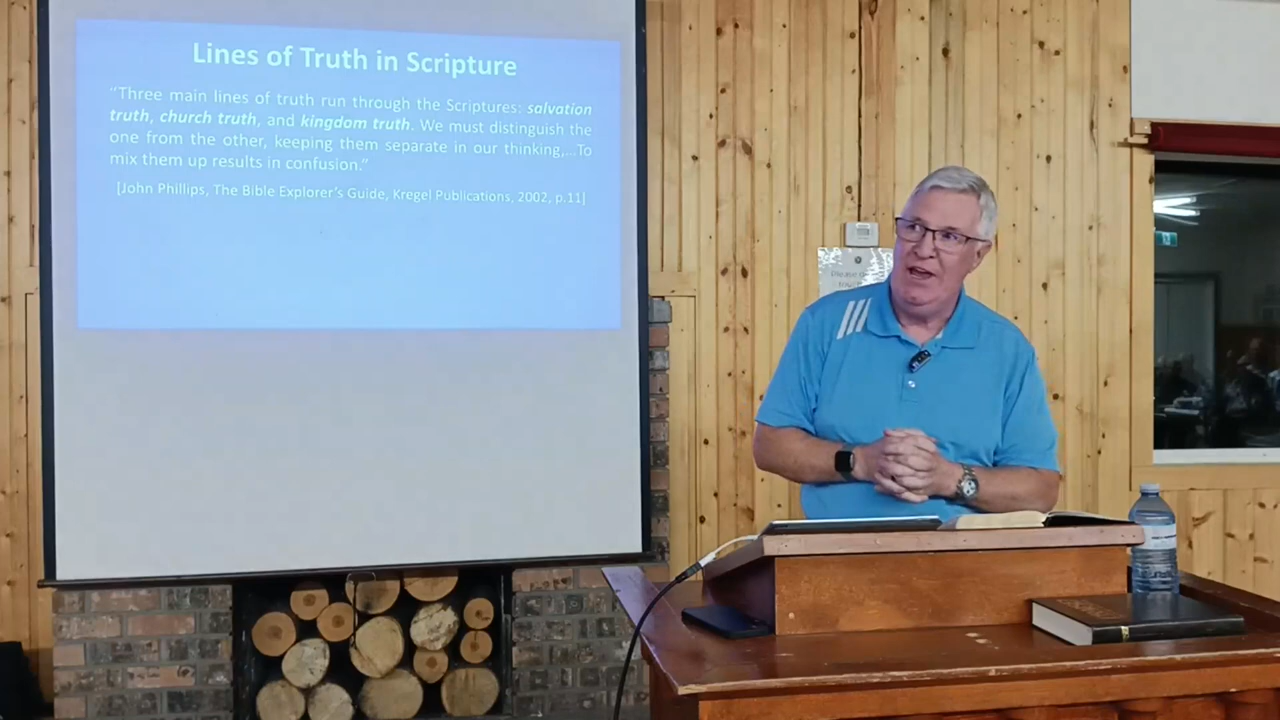 Lines of Truth in Scripture
“Three main lines of truth run through the Scriptures: salvation
truth, church truth, and kingdom truth. We must distinguish the
one from the other, keeping them separate in our thinking,...To
mix them up results in confusion.”
[John Phillips, The Bible Explorer’s Guide, Kregel Publications, 2002, p.11]
Please